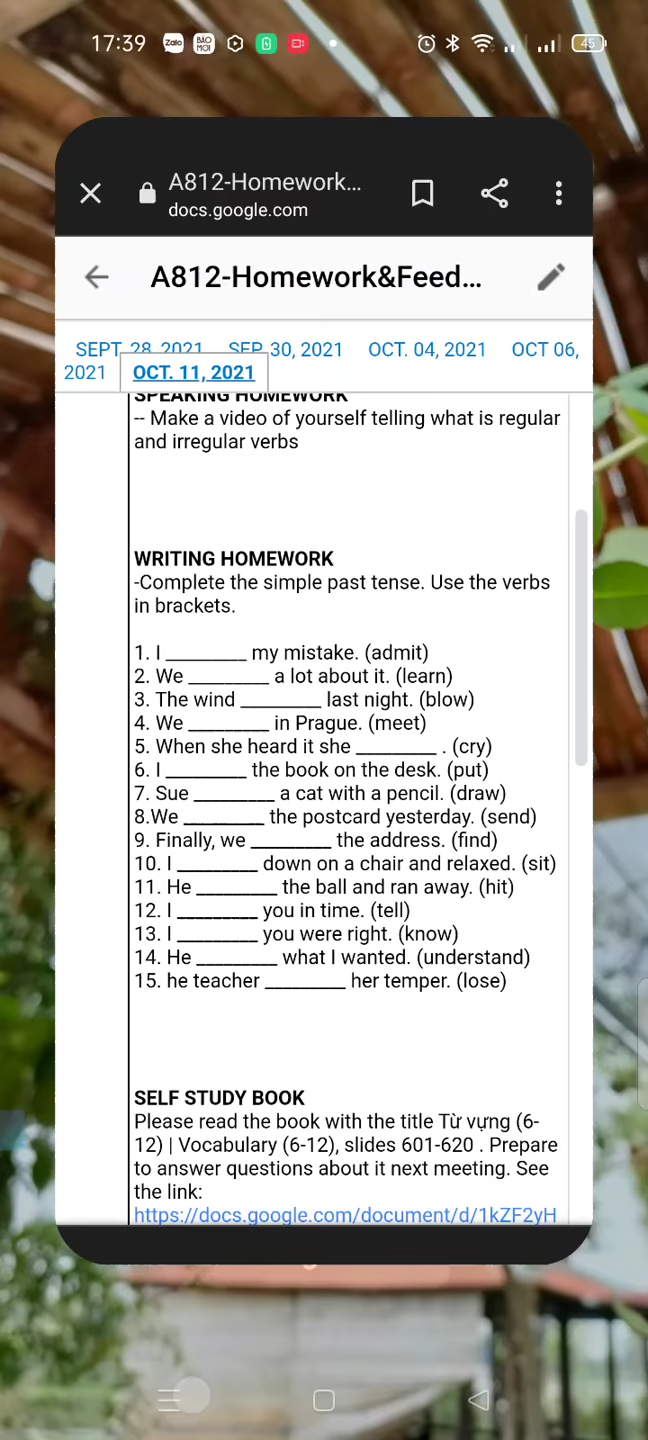 17:39
Zalo
BÁO MỚI
45
A812-Homework...
docs.google.com
A812-Homework&Feed...
SEPT. 28, 2021 SEP. 30, 2021 OCT. 04, 2021 OCT 06,
2021 OCT. 11, 2021
SPEAKING HOMEWORK
-- Make a video of yourself telling what is regular
and irregular verbs
WRITING HOMEWORK
-Complete the simple past tense. Use the verbs
in brackets.
1. I ________ my mistake. (admit)
2. We ________ a lot about it. (learn)
3. The wind ________ last night. (blow)
4. We ________ in Prague. (meet)
5. When she heard it she ________ . (cry)
6. I ________ the book on the desk. (put)
7. Sue ________ a cat with a pencil. (draw)
8.We ________ the postcard yesterday. (send)
9. Finally, we ________ the address. (find)
10. I ________ down on a chair and relaxed. (sit)
11. He ________ the ball and ran away. (hit)
12. I ________ you in time. (tell)
13. I ________ you were right. (know)
14. He ________ what I wanted. (understand)
15. he teacher ________ her temper. (lose)
SELF STUDY BOOK
Please read the book with the title Từ vựng (6-
12) | Vocabulary (6-12), slides 601-620 . Prepare
to answer questions about it next meeting. See
the link:
https://docs.google.com/document/d/1kZF2yH